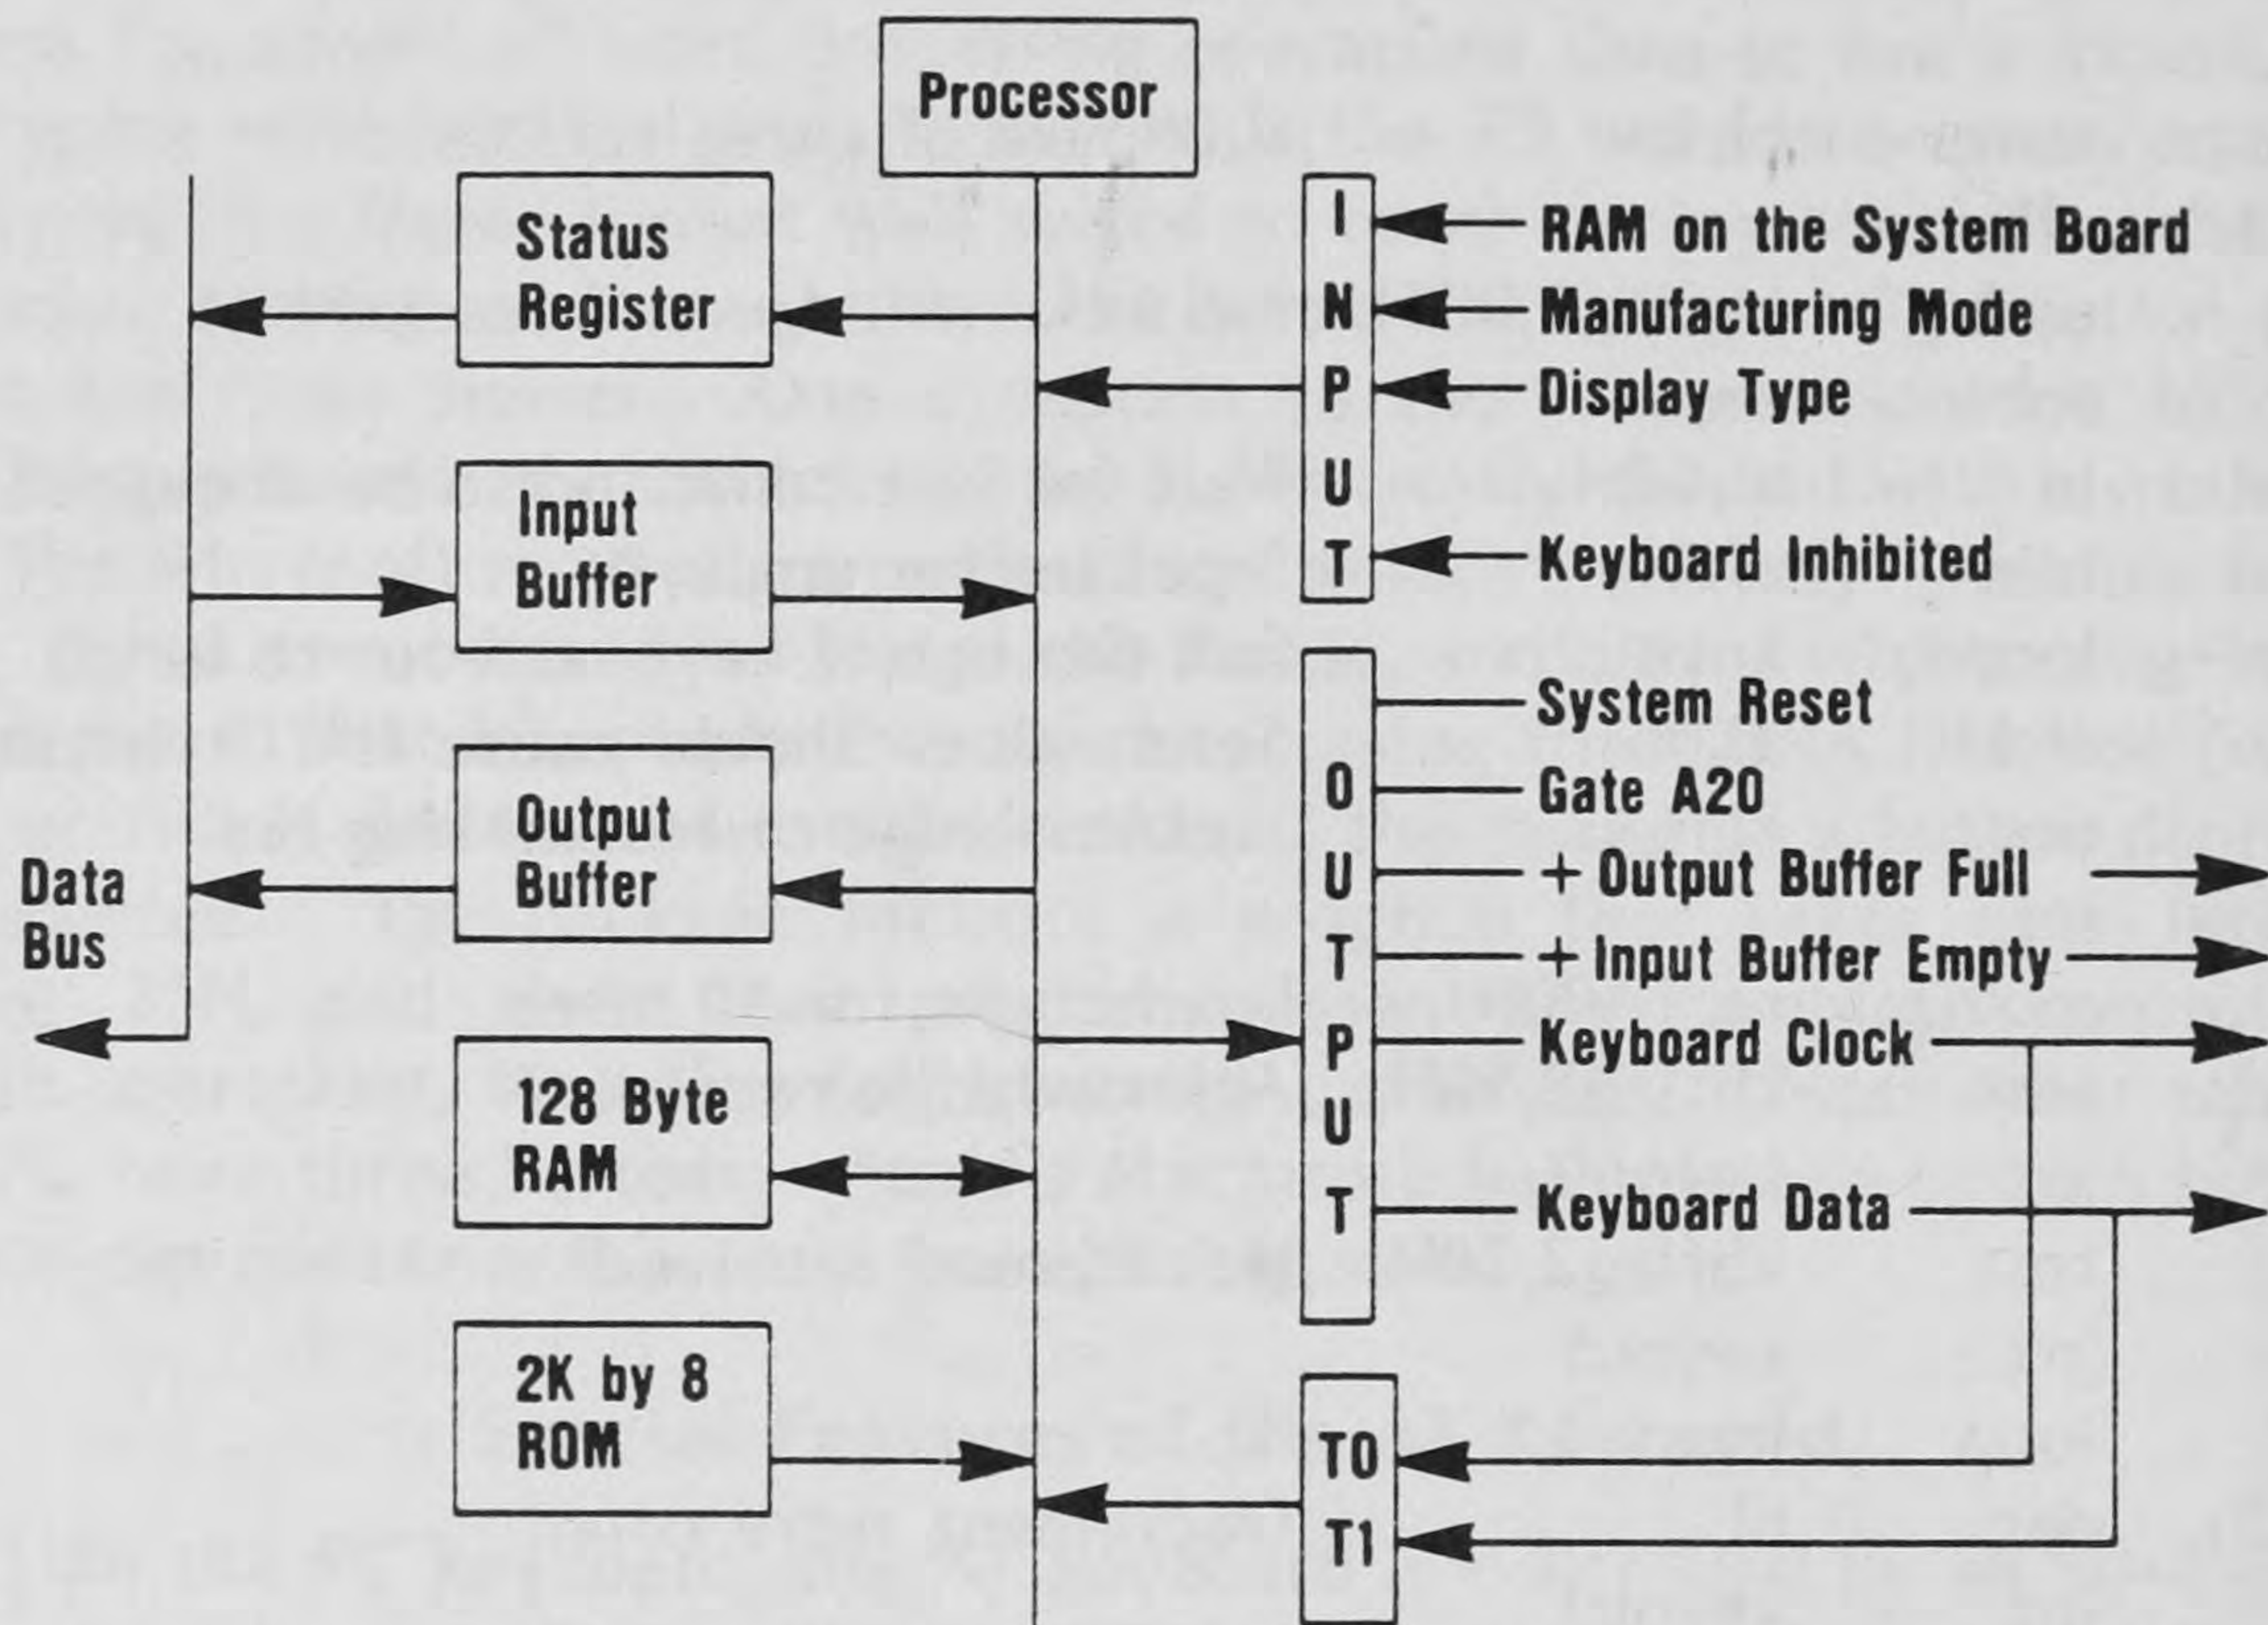 Processor
Status
Register
Input
Buffer
Output
Buffer
128 Byte
RAM
2K by 8
ROM
Data
Bus
INPUT
RAM on the System Board
Manufacturing Mode
Display Type
Keyboard Inhibited
OUTPUT
System Reset
Gate A20
+ Output Buffer Full
+ Input Buffer Empty
Keyboard Clock
Keyboard Data
T0
T1